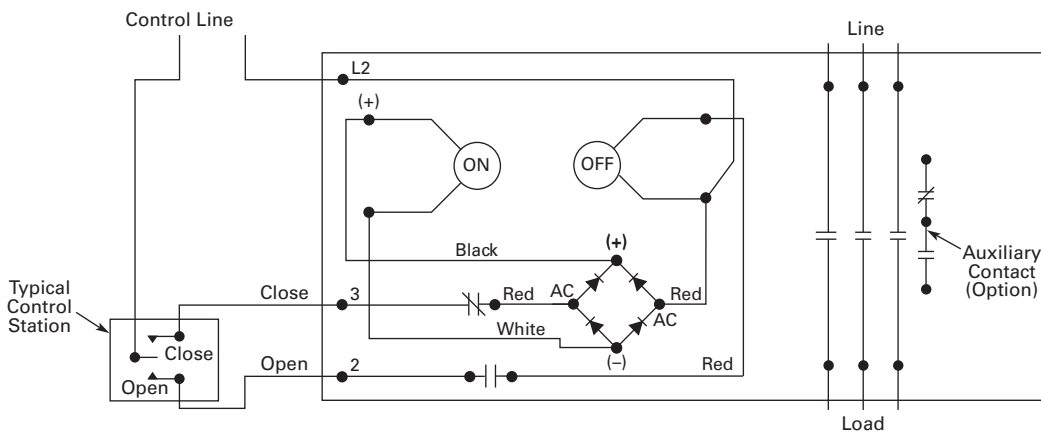 Control Line
Line
L2
(+)
ON
OFF
Black
(+)
Auxiliary
Contact
(Option)
Typical
Control
Station
Close
3
Red
AC
Red
AC
White
Close
(–)
Open
Open
2
Red
Load